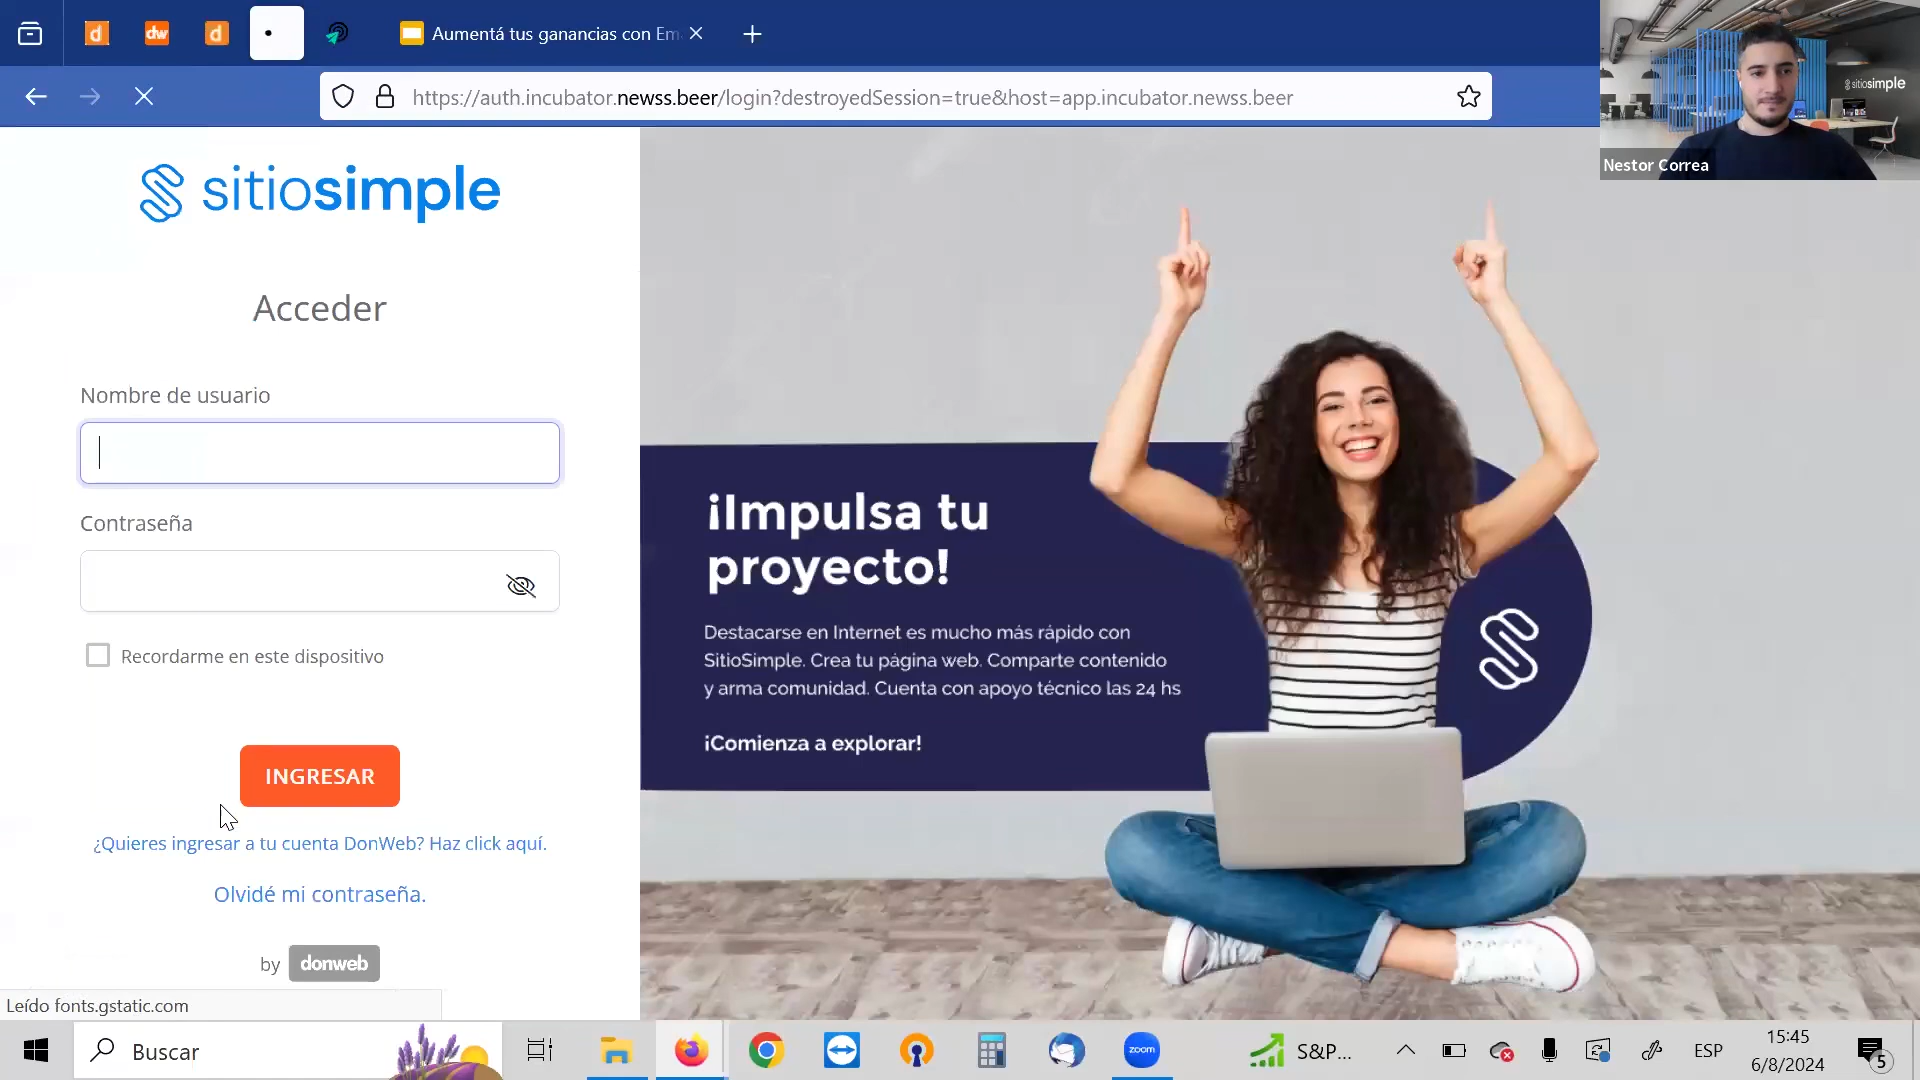 d
dw
d
Aumentá tus ganancias con Em
https://auth.incubator.newss.beer/login?destroyedSession=true&host=app.incubator.newss.beer
sitiosimple
Nestor Correa
sitiosimple
Acceder
Nombre de usuario
Contraseña
Recordarme en este dispositivo
INGRESAR
¿Quieres ingresar a tu cuenta DonWeb? Haz click aquí.
Olvidé mi contraseña.
by donweb
Leído fonts.gstatic.com
¡Impulsa tu
proyecto!
Destacarse en Internet es mucho más rápido con
SitioSimple. Crea tu página web. Comparte contenido
y arma comunidad. Cuenta con apoyo técnico las 24 hs
¡Comienza a explorar!
Buscar
zoom
S&P...
ESP
15:45
6/8/2024
5